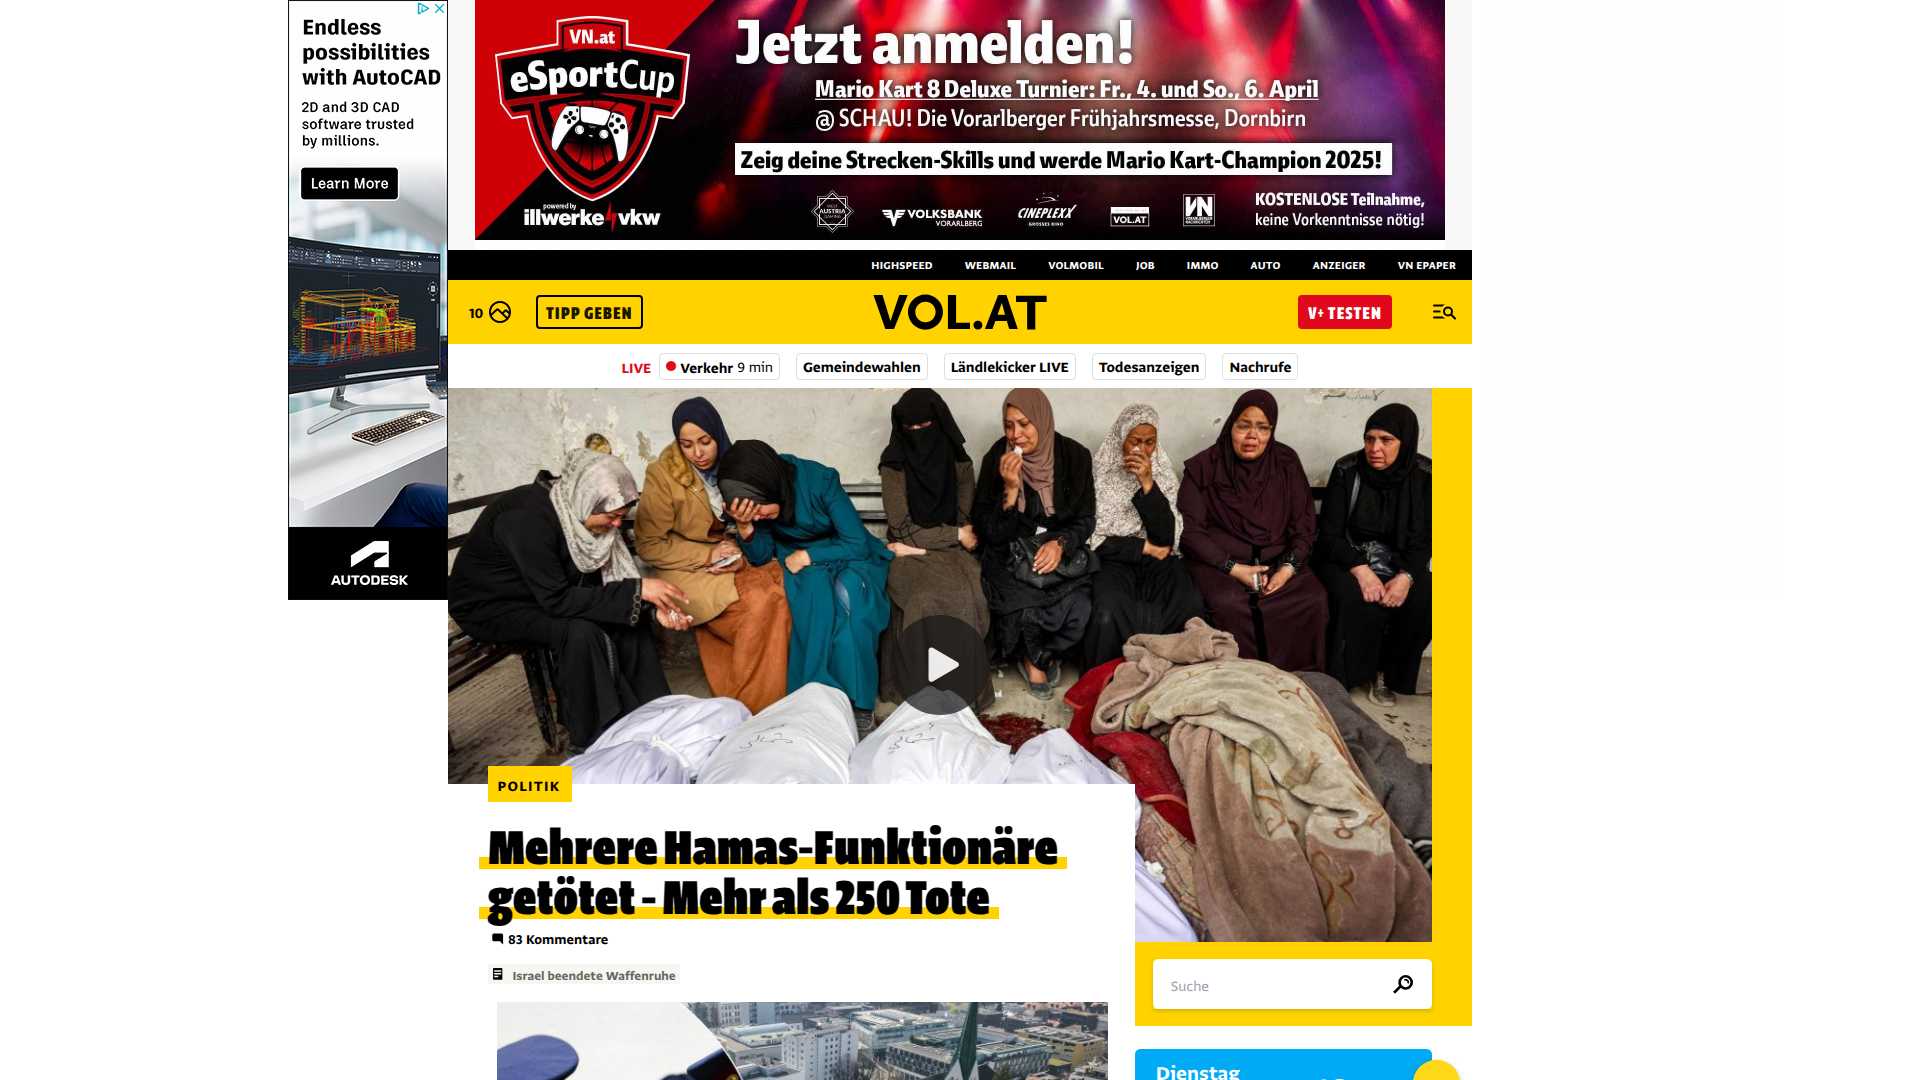 Endless
possibilities
with AutoCAD
2D and 3D CAD
software trusted
by millions.
Learn More
AUTODESK
VN.at
eSportCup
powered by
illwerke vkw
Jetzt anmelden!
Mario Kart 8 Deluxe Turnier: Fr., 4. und So., 6. April
@ SCHAU! Die Vorarlberger Frühjahrsmesse, Dornbirn
Zeig deine Strecken-Skills und werde Mario Kart-Champion 2025!
AUSTRIA
VOLKSBANK
VORARLBERG
CINEPLEXX
VOL.AT
VN
KOSTENLOSE Teilnahme,
keine Vorkenntnisse nötig!
HIGHSPEED WEBMAIL VOLMOBIL JOB IMMO AUTO ANZEIGER VN EPAPER
10 TIPP GEBEN VOL.AT V+ TESTEN
LIVE Verkehr 9 min Gemeindewahlen Ländlekicker LIVE Todesanzeigen Nachrufe
POLITIK
Mehrere Hamas-Funktionäre
getötet - Mehr als 250 Tote
83 Kommentare
Israel beendete Waffenruhe
Suche
Dienstag